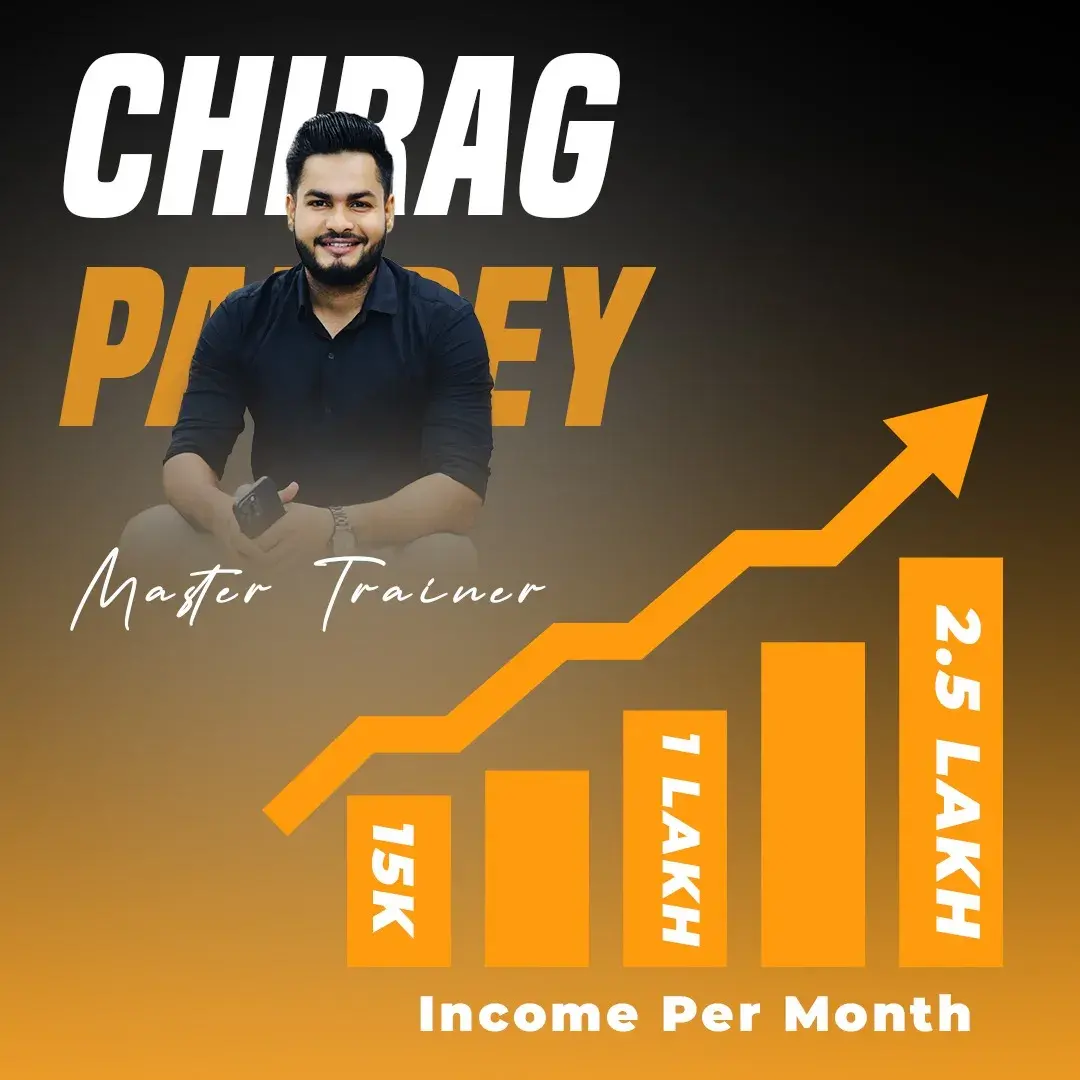 CHIRAG
Master Trainer
15K
1 LAKH
2.5 LAKH
Income Per Month